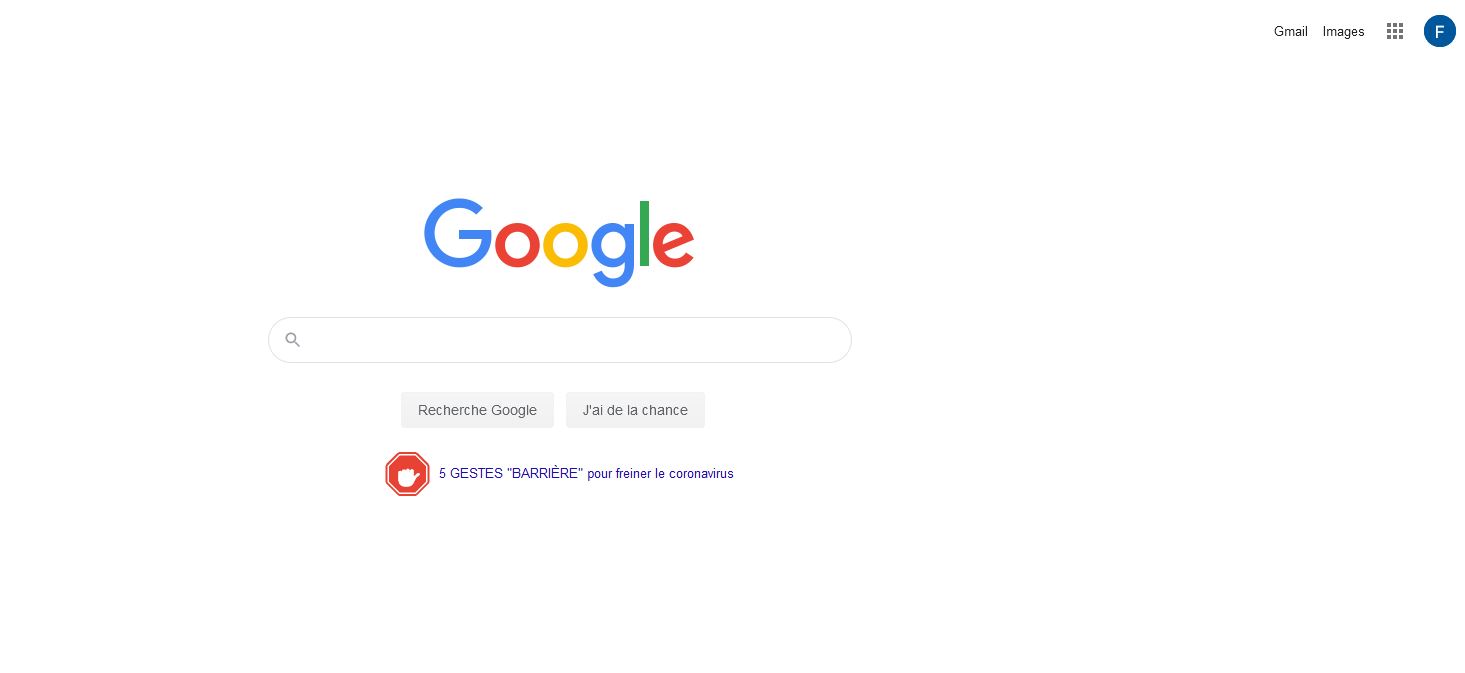 Gmail Images F
Google
Recherche Google J'ai de la chance
5 GESTES "BARRIÈRE" pour freiner le coronavirus